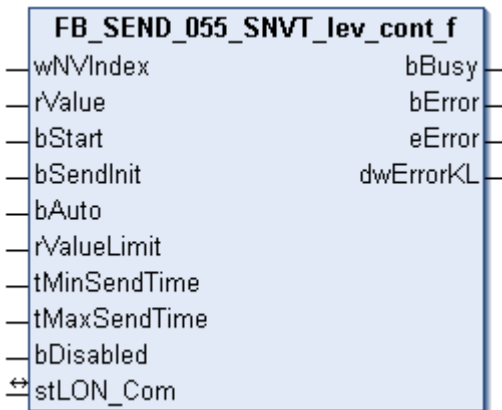 FB_SEND_055_SNVT_lev_cont_f
wNVIndex bBusy
rValue bError
bStart eError
bSendInit dwErrorKL
bAuto
rValueLimit
tMinSendTime
tMaxSendTime
bDisabled
stLON_Com